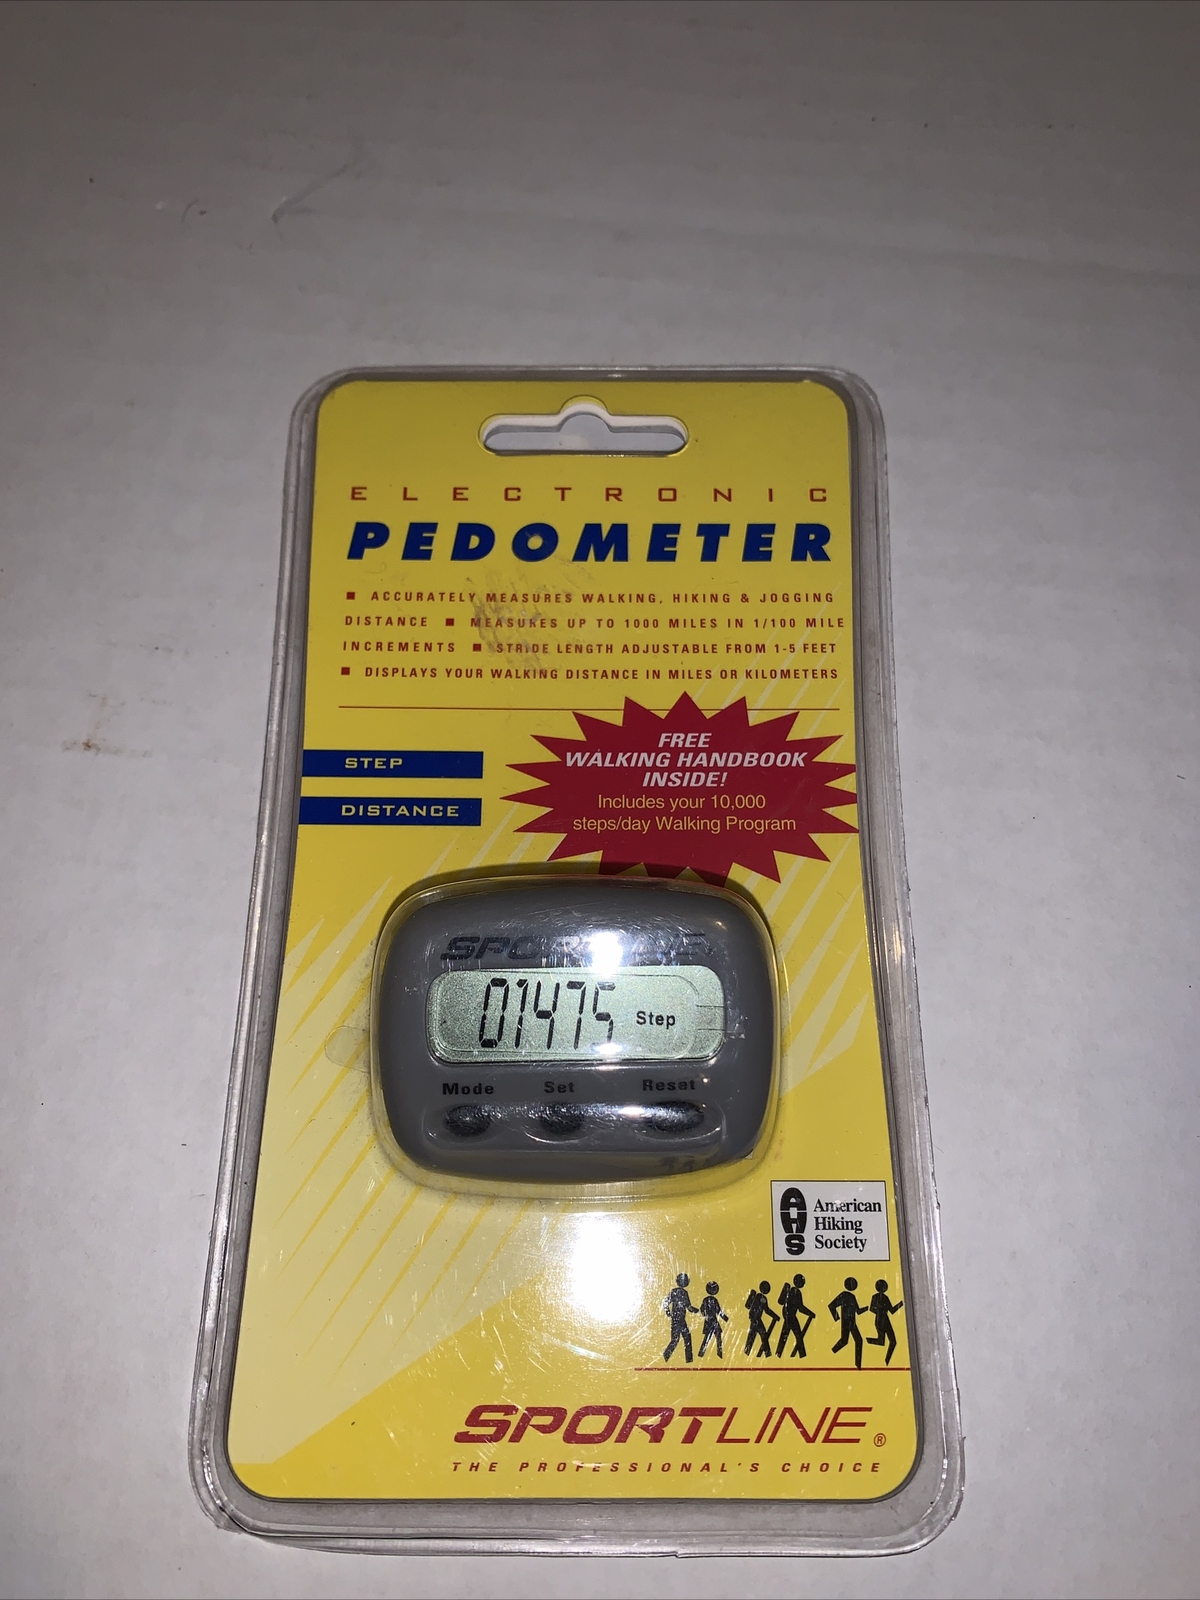 ELECTRONIC
PEDOMETER
■ ACCURATELY MEASURES WALKING, HIKING & JOGGING
DISTANCE ■ MEASURES UP TO 1000 MILES IN 1/100 MILE
INCREMENTS ■ STRIDE LENGTH ADJUSTABLE FROM 1-5 FEET
■ DISPLAYS YOUR WALKING DISTANCE IN MILES OR KILOMETERS
STEP
DISTANCE
FREE
WALKING HANDBOOK
INSIDE!
Includes your 10,000
steps/day Walking Program
SPORTLINE
01475 Step
Mode Set Reset
AHS
American
Hiking
Society
SPORTLINE®
THE PROFESSIONAL'S CHOICE